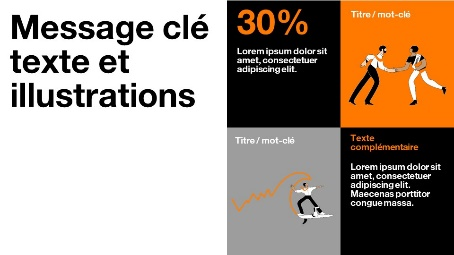 Message clé
texte et
illustrations
30%
Lorem ipsum dolor sit
amet, consectetuer
adipiscing elit.
Titre / mot-clé
Titre / mot-clé
Texte
complémentaire
Lorem ipsum dolor sit
amet, consectetuer
adipiscing elit.
Maecenas porttitor
congue massa.